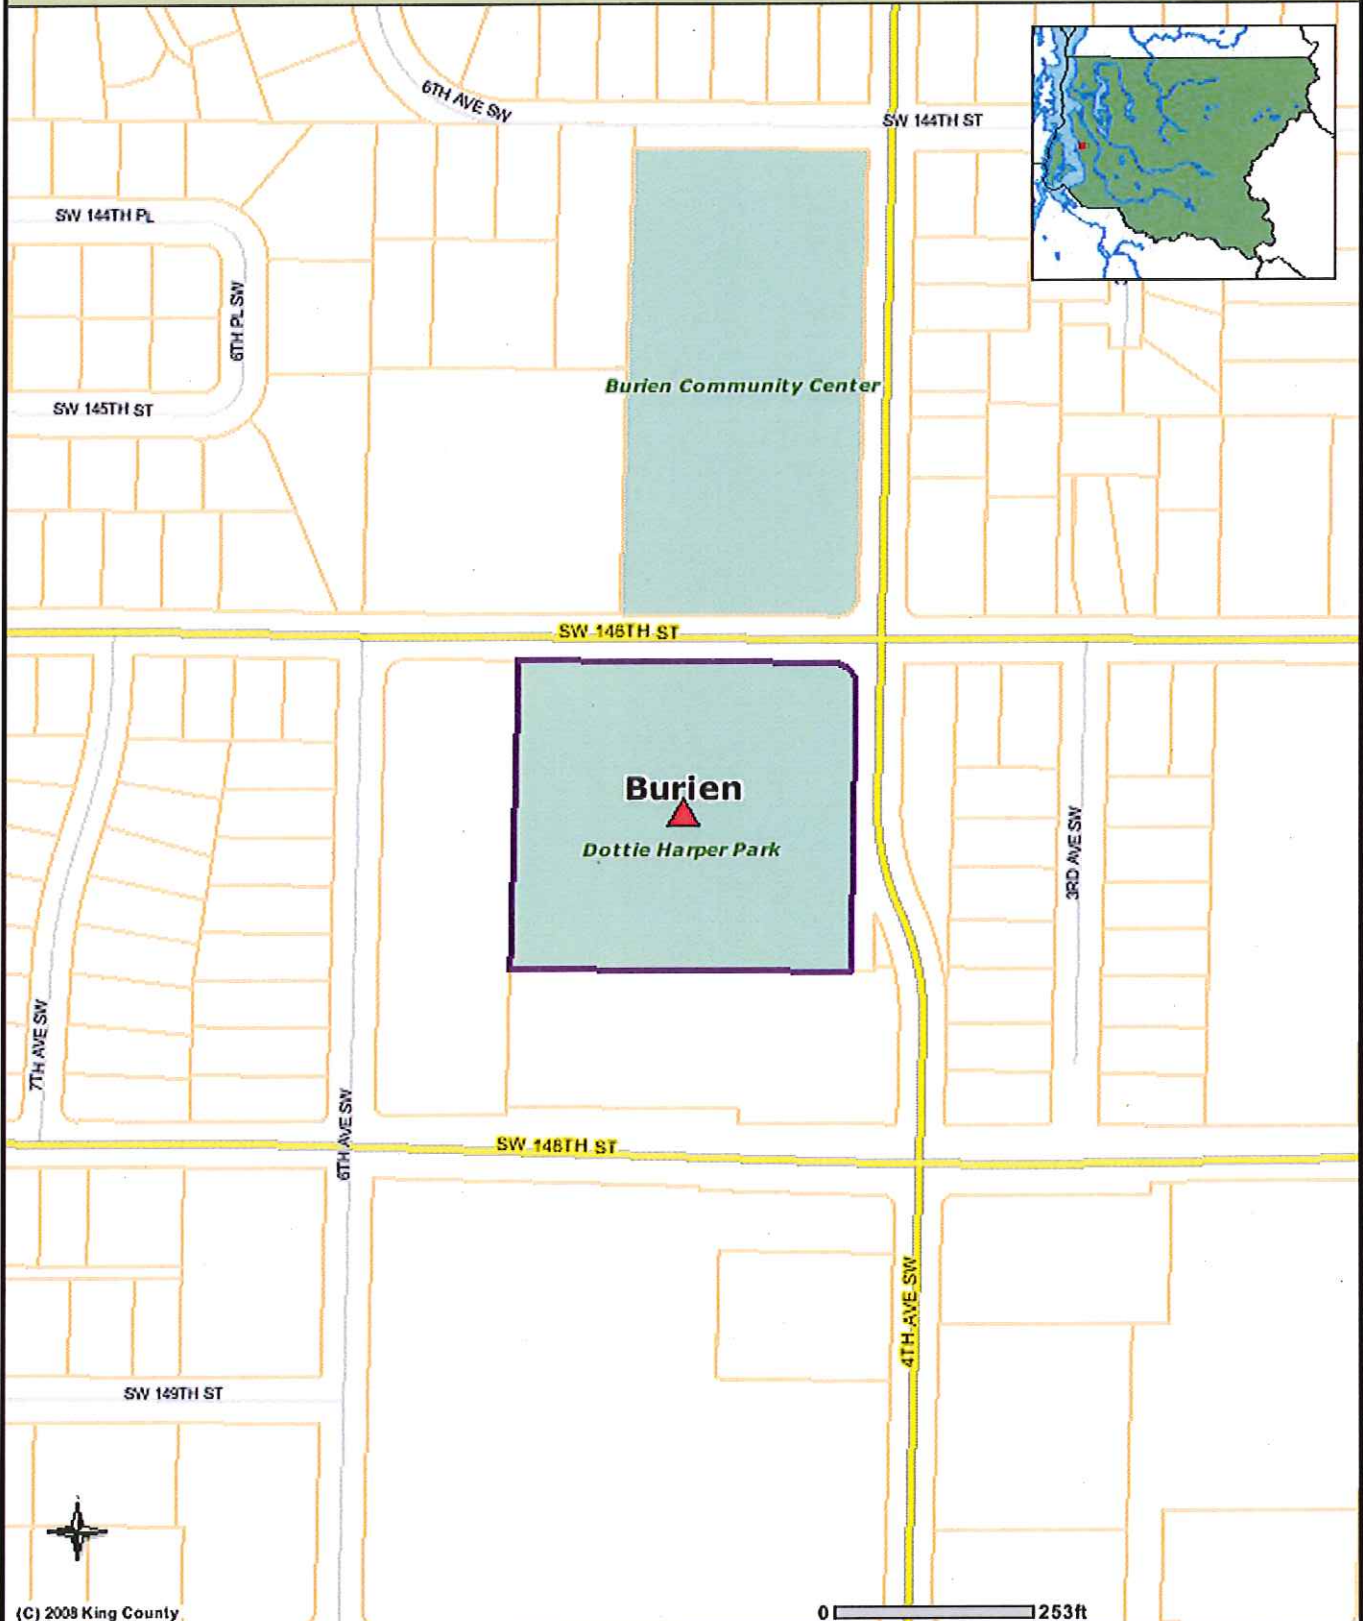 6TH AVE SW
SW 144TH ST
SW 144TH PL
6TH PL SW
Burien Community Center
SW 145TH ST
SW 146TH ST
Burien
Dottie Harper Park
3RD AVE SW
7TH AVE SW
6TH AVE SW
SW 148TH ST
4TH AVE SW
SW 149TH ST
(C) 2008 King County
0 253ft